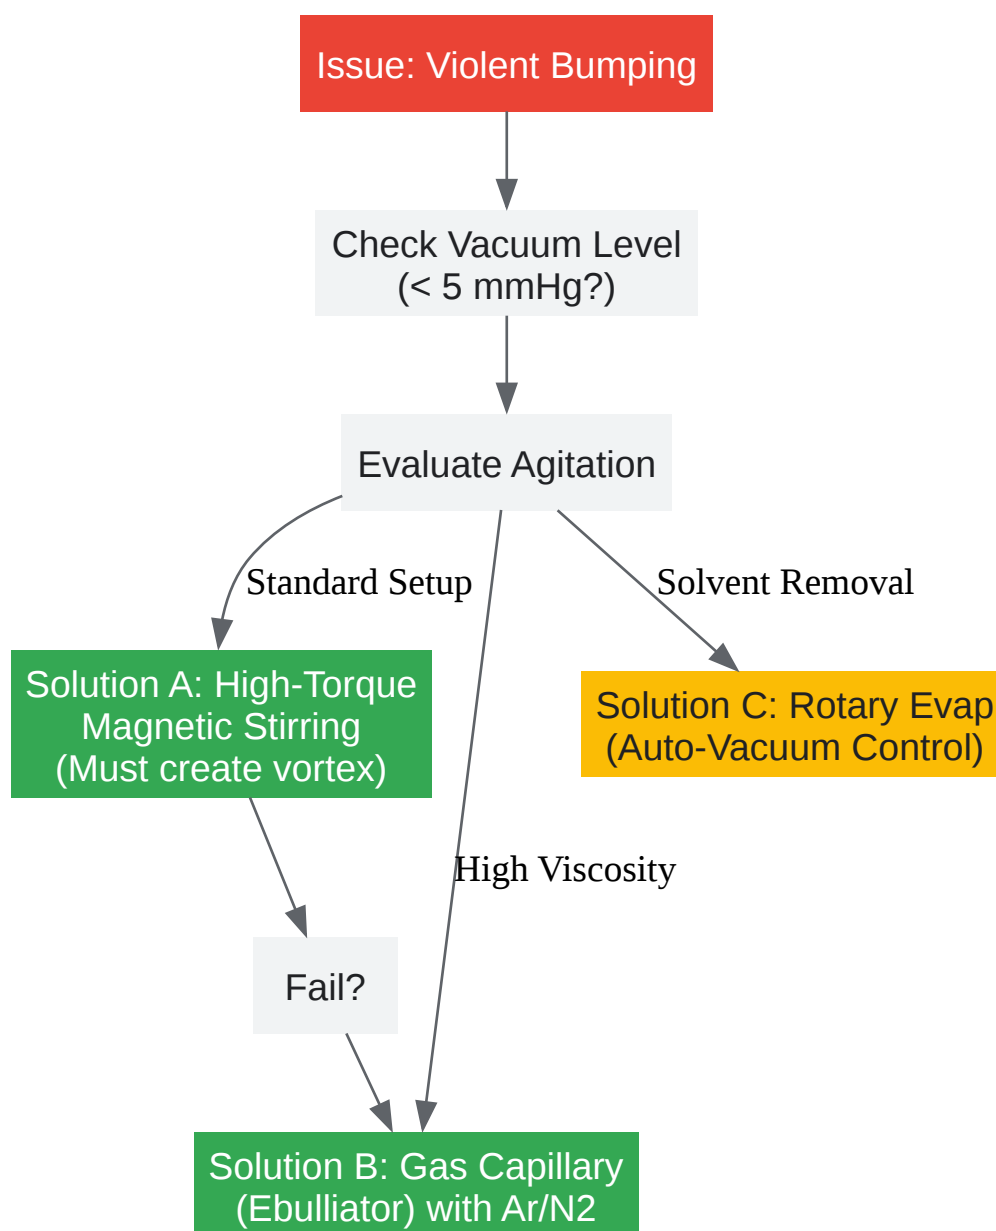 Issue: Violent Bumping
Check Vacuum Level
(< 5 mmHg?)
Evaluate Agitation
Standard Setup
Solvent Removal
Solution A: High-Torque
Magnetic Stirring
(Must create vortex)
Solution C: Rotary Evap
(Auto-Vacuum Control)
High Viscosity
Fail?
Solution B: Gas Capillary
(Ebulliator) with Ar/N2